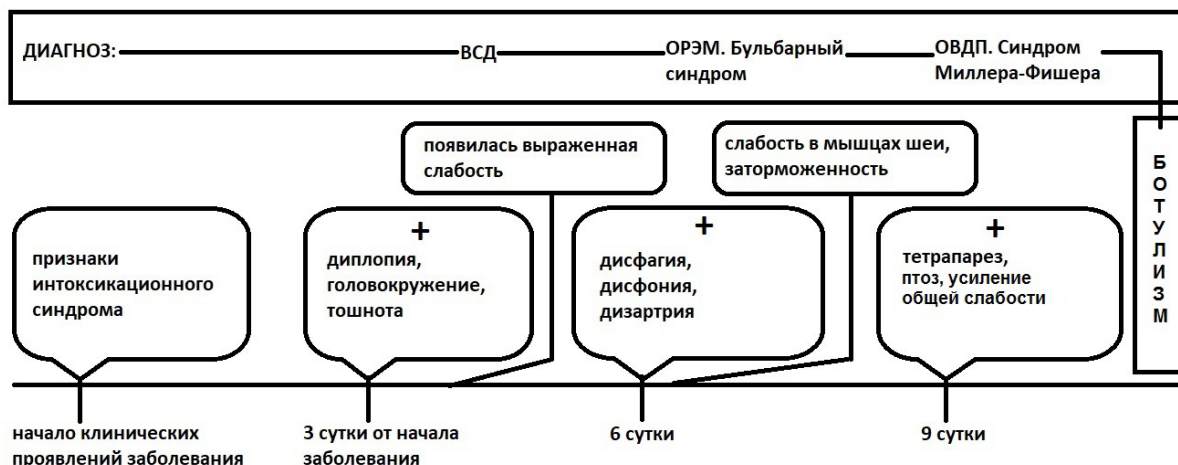 ДИАГНОЗ:
ВСД
ОРЭМ. Бульбарный
синдром
ОВДП. Синдром
Миллера-Фишера
появилась выраженная
слабость
слабость в мышцах шеи,
заторможенность
признаки
интоксикационного
синдрома
+
диплопия,
головокружение,
тошнота
+
дисфагия,
дисфония,
дизартрия
+
тетрапарез,
птоз, усиление
общей слабости
БОТУЛИЗМ
начало клинических
проявлений заболевания
3 сутки от начала
заболевания
6 сутки
9 сутки